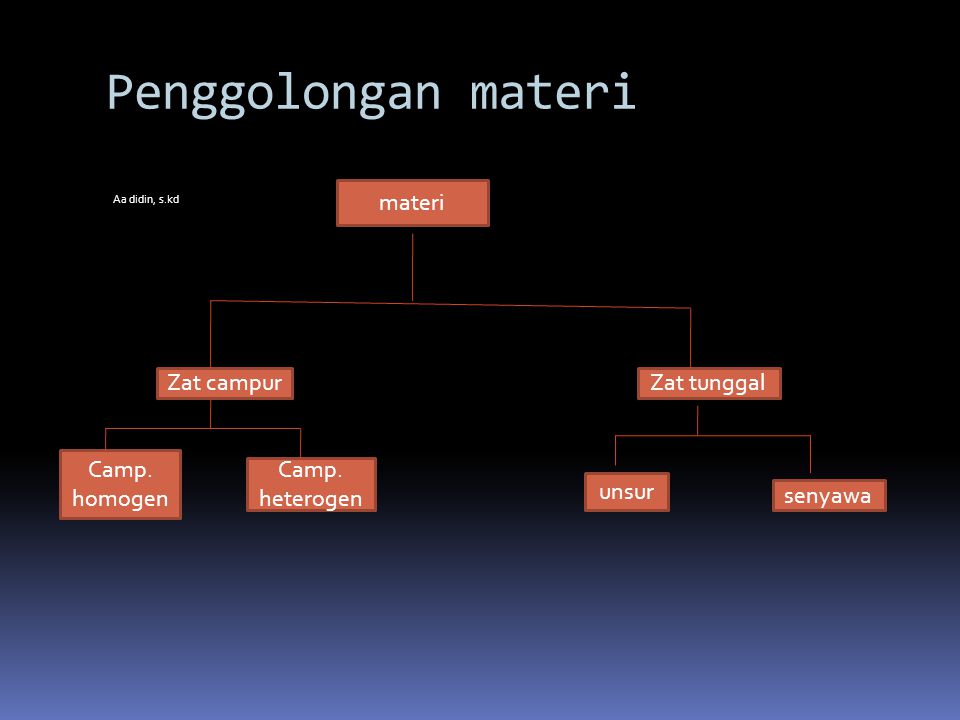 Penggolongan materi
Aa didin, s.kd
materi
Zat campur
Zat tunggal
Camp.
homogen
Camp.
heterogen
unsur
senyawa